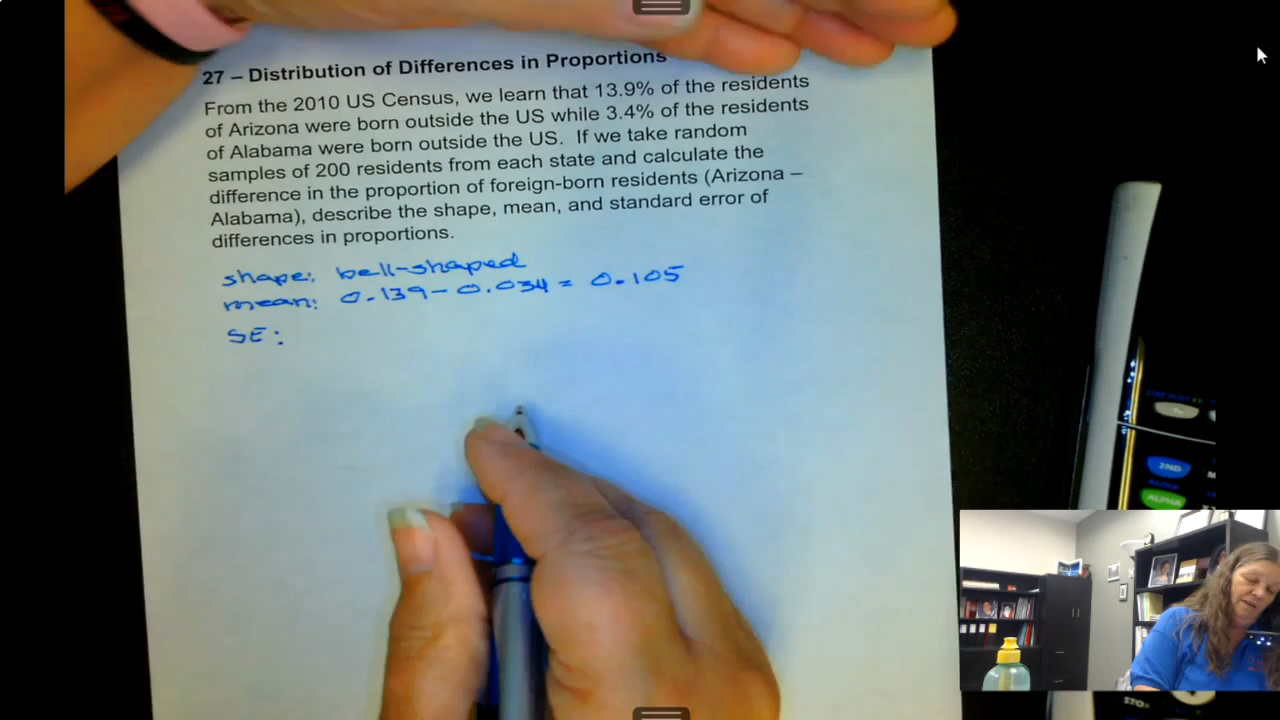 27 – Distribution of Differences in Proportions
From the 2010 US Census, we learn that 13.9% of the residents
of Arizona were born outside the US while 3.4% of the residents
of Alabama were born outside the US. If we take random
samples of 200 residents from each state and calculate the
difference in the proportion of foreign-born residents (Arizona –
Alabama), describe the shape, mean, and standard error of
differences in proportions.
shape: bell-shaped
mean: 0.139 - 0.034 = 0.105
SE:
2ND
ALPHA
STO